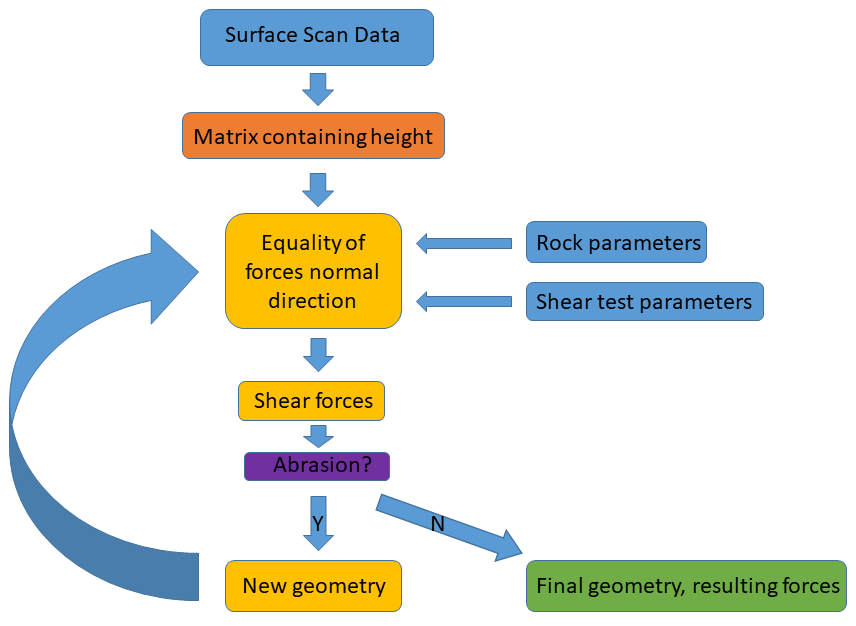 Surface Scan Data
Matrix containing height
Equality of
forces normal
direction
Rock parameters
Shear test parameters
Shear forces
Abrasion?
Y
N
New geometry
Final geometry, resulting forces